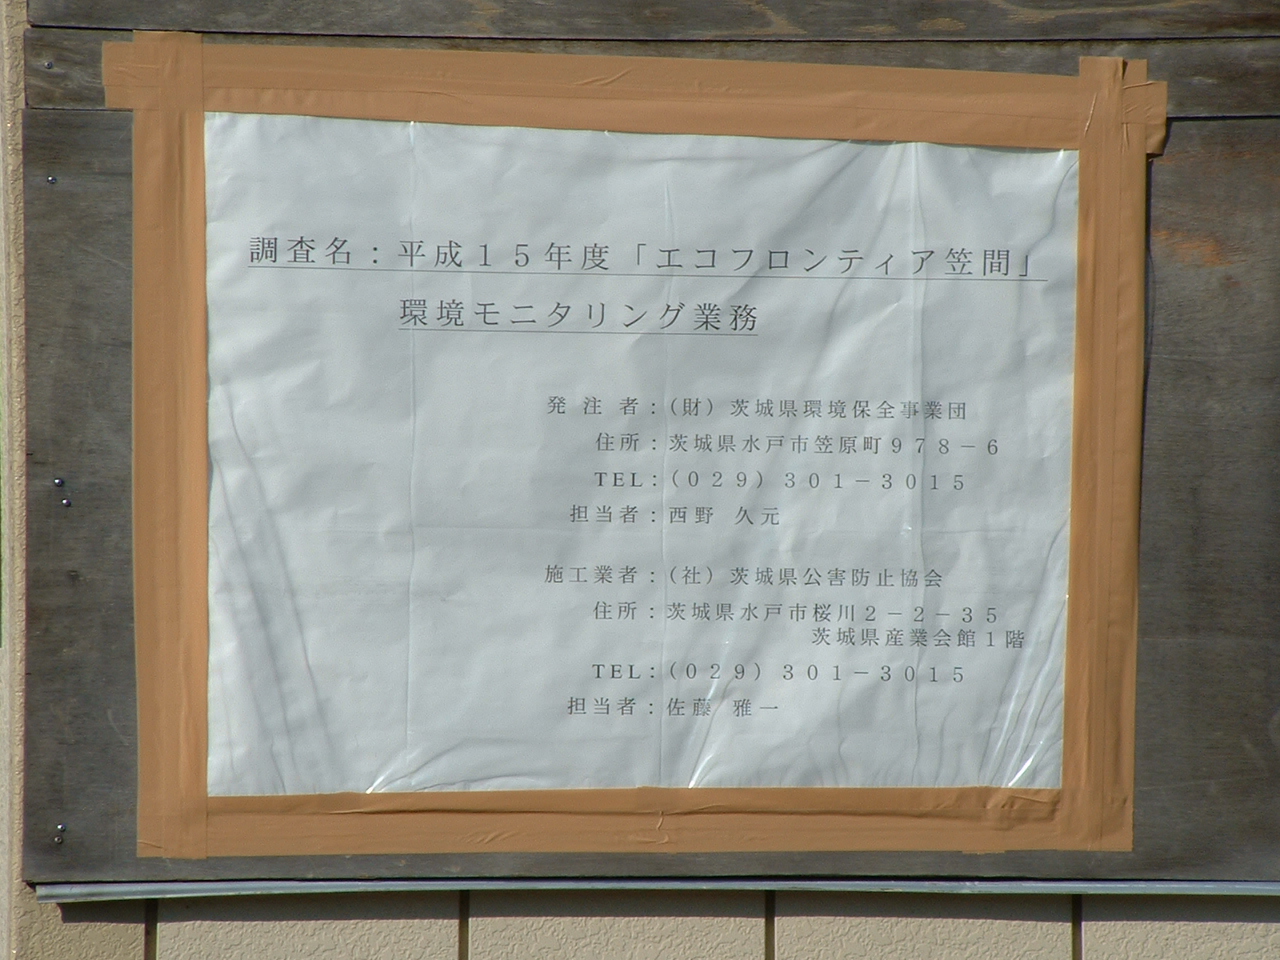 調査名：平成１５年度「エコフロンティア笠間」
環境モニタリング業務
発 注 者：（財）茨城県環境保全事業団
住所：茨城県水戸市笠原町９７８－６
TEL：（０２９）３０１－３０１５
担当者：西野 久元
施工業者：（社）茨城県公害防止協会
住所：茨城県水戸市桜川２－２－３５
茨城県産業会館１階
TEL：（０２９）３０１－３０１５
担当者：佐藤 雅一